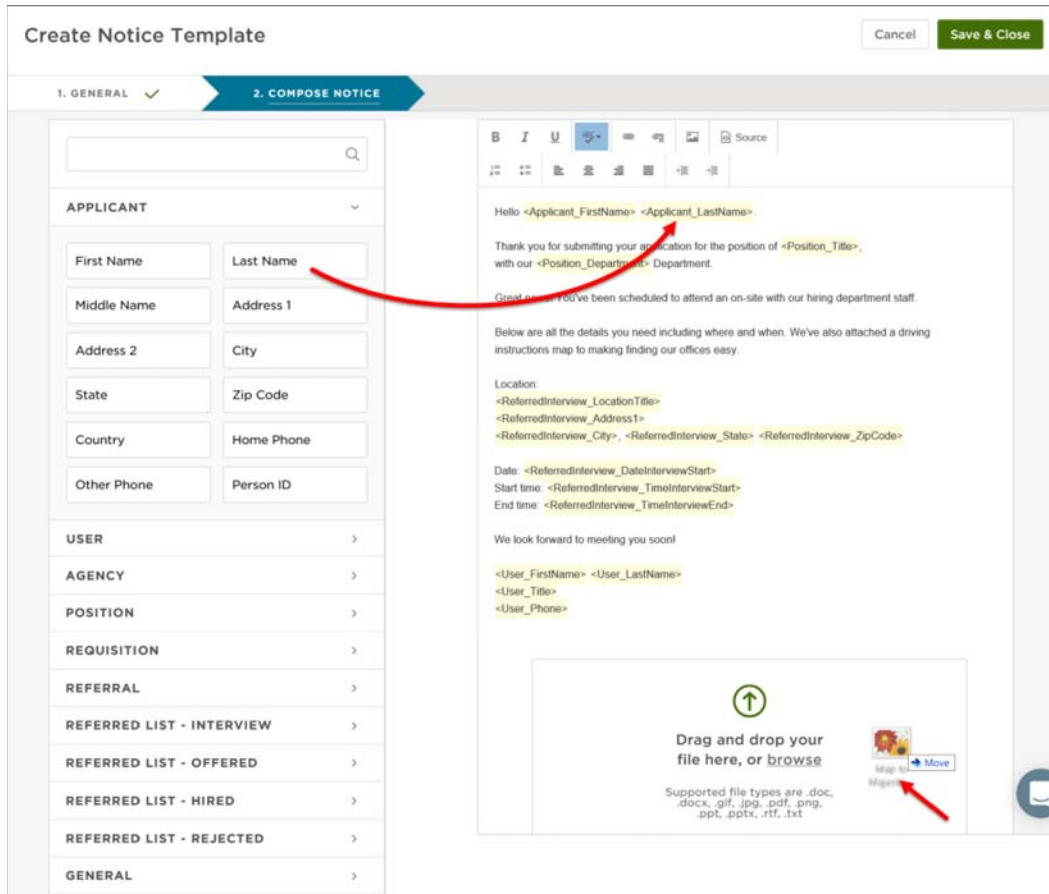 Create Notice Template
Cancel
Save & Close
1. GENERAL
2. COMPOSE NOTICE
APPLICANT
First Name
Last Name
Middle Name
Address 1
Address 2
City
State
Zip Code
Country
Home Phone
Other Phone
Person ID
USER
AGENCY
POSITION
REQUISITION
REFERRAL
REFERRED LIST - INTERVIEW
REFERRED LIST - OFFERED
REFERRED LIST - HIRED
REFERRED LIST - REJECTED
GENERAL
B I U
Source
Hello <Applicant_FirstName> <Applicant_LastName>.
Thank you for submitting your application for the position of <Position_Title>,
with our <Position_Department> Department.
Great You've been scheduled to attend an on-site with our hiring department staff.
Below are all the details you need including where and when. We've also attached a driving
instructions map to making finding our offices easy.
Location:
<ReferredInterview_LocationTitle>
<ReferredInterview_Address1>
<ReferredInterview_City>, <ReferredInterview_State> <ReferredInterview_ZipCode>
Date: <ReferredInterview_DateInterviewStart>
Start time: <ReferredInterview_TimeInterviewStart>
End time: <ReferredInterview_TimeInterviewEnd>
We look forward to meeting you soon!
<User_FirstName> <User_LastName>
<User_Title>
<User_Phone>
Drag and drop your
file here, or browse
Supported file types are .doc,
.docx, .gif, .jpg, .pdf, .png,
.ppt, .pptx, .rtf, .txt
Move
Map to